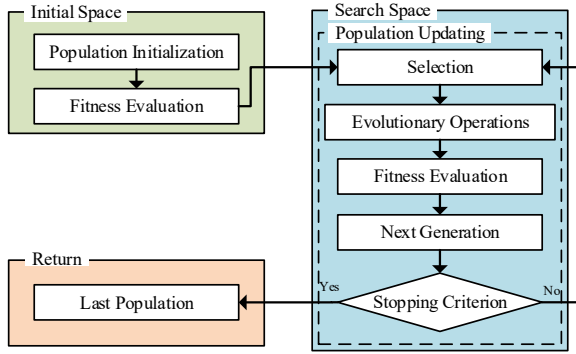 Initial Space
Population Initialization
Fitness Evaluation
Search Space
Population Updating
Selection
Evolutionary Operations
Fitness Evaluation
Next Generation
Stopping Criterion
Yes
No
Return
Last Population